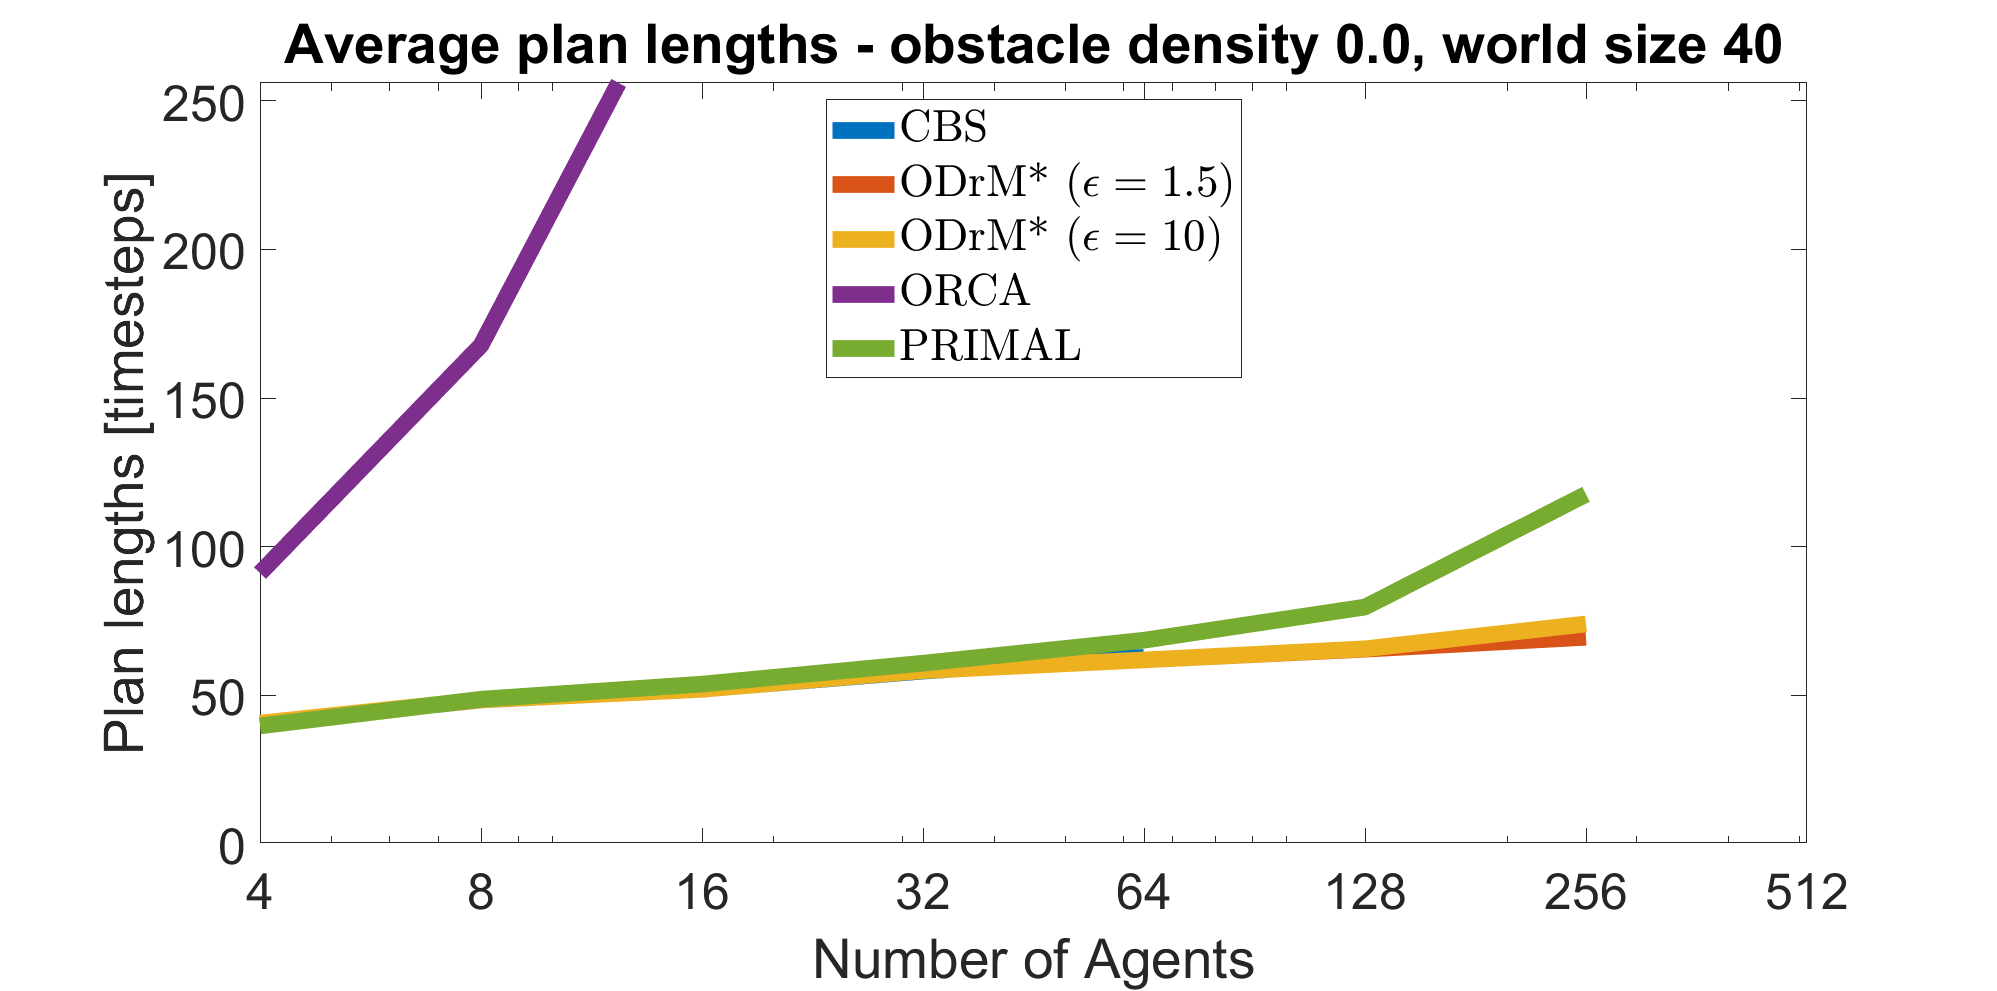 Average plan lengths - obstacle density 0.0, world size 40
250
200
150
100
50
0
Plan lengths [timesteps]
CBS
ODrM* (ϵ = 1.5)
ODrM* (ϵ = 10)
ORCA
PRIMAL
4 8 16 32 64 128 256 512
Number of Agents